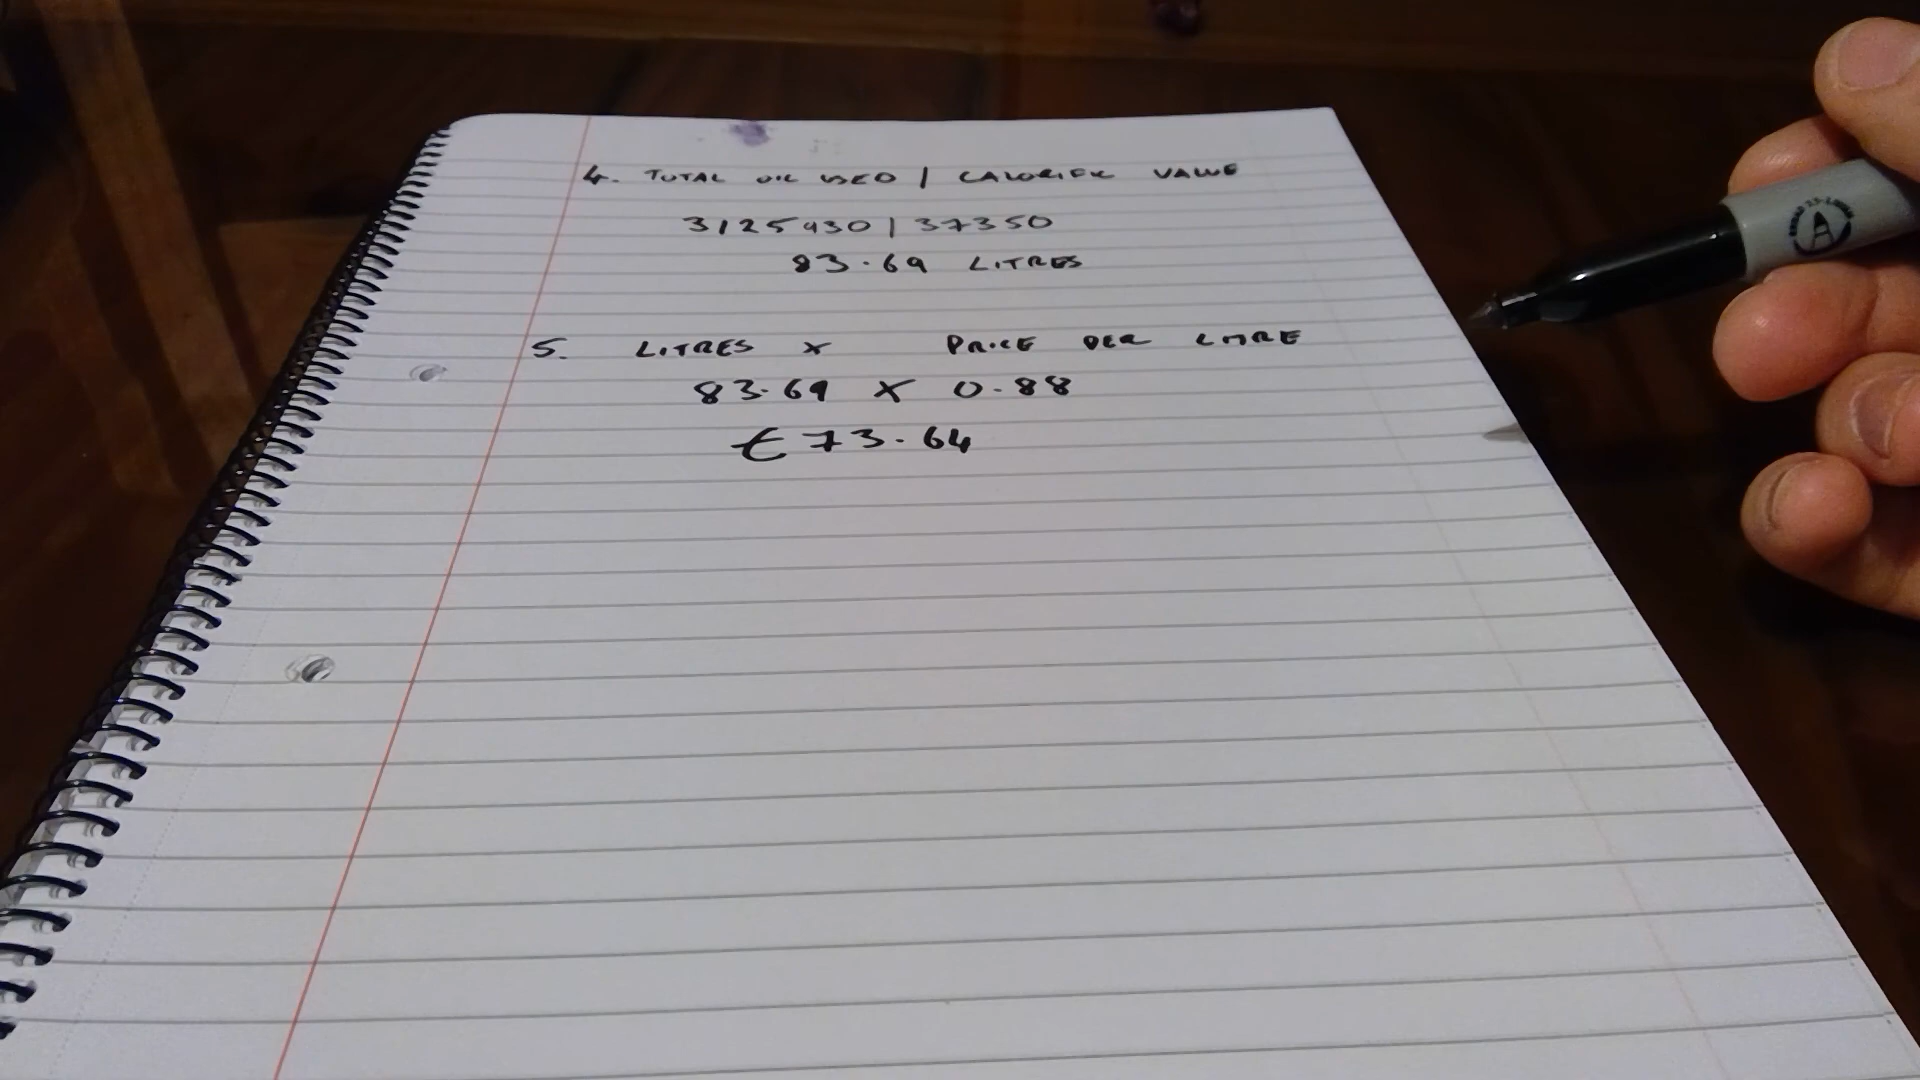 4. TOTAL OIL USED / CALORIFIC VALUE
3125930 / 37350
83.69 LITRES
5. LITRES X PRICE PER LITRE
83.69 X 0.88
€73.64